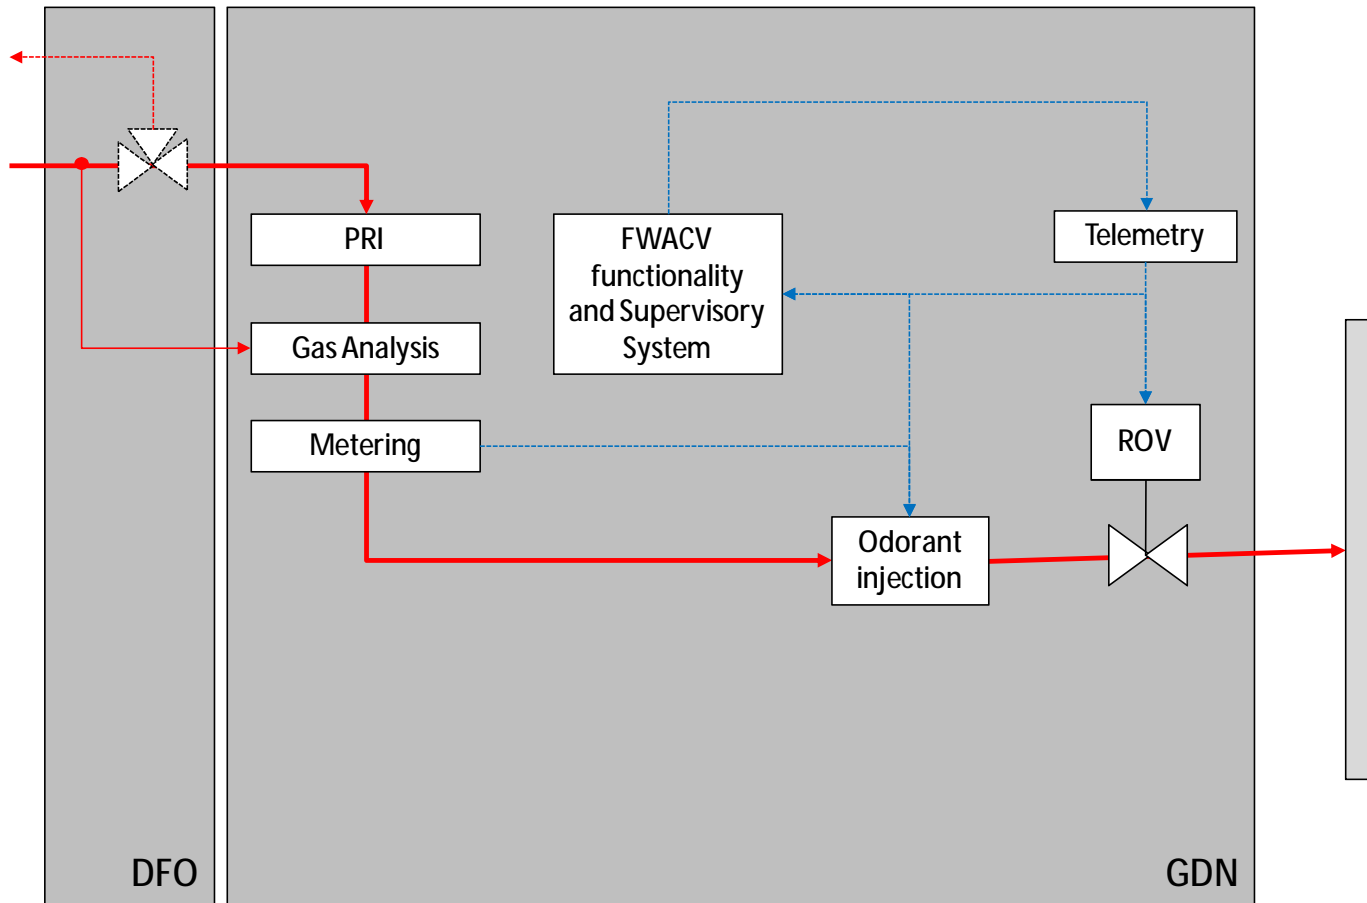 PRI
FWACV
functionality
and Supervisory
System
Telemetry
Gas Analysis
Metering
ROV
Odorant
injection
DFO
GDN